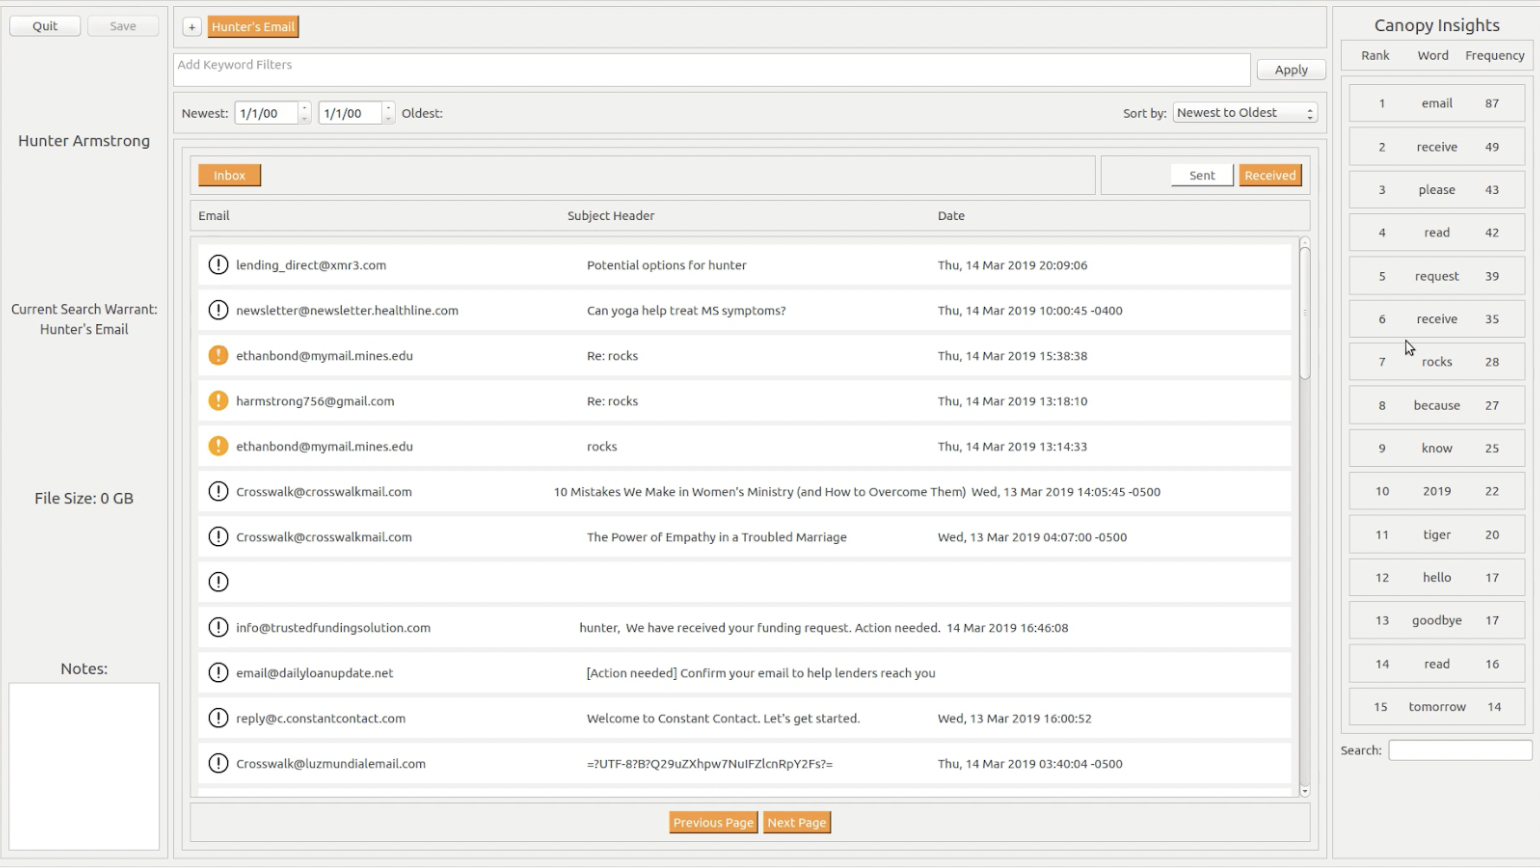 Quit Save
Hunter Armstrong
Current Search Warrant:
Hunter's Email
File Size: 0 GB
Notes:
+ Hunter's Email
Add Keyword Filters
Apply
Newest: 1/1/00 1/1/00 Oldest:
Sort by: Newest to Oldest
Inbox
Sent Received
Email Subject Header Date
lending_direct@xmr3.com Potential options for hunter Thu, 14 Mar 2019 20:09:06
newsletter@newsletter.healthline.com Can yoga help treat MS symptoms? Thu, 14 Mar 2019 10:00:45 -0400
ethanbond@mymail.mines.edu Re: rocks Thu, 14 Mar 2019 15:38:38
harmstrong756@gmail.com Re: rocks Thu, 14 Mar 2019 13:18:10
ethanbond@mymail.mines.edu rocks Thu, 14 Mar 2019 13:14:33
Crosswalk@crosswalkmail.com 10 Mistakes We Make in Women's Ministry (and How to Overcome Them) Wed, 13 Mar 2019 14:05:45 -0500
Crosswalk@crosswalkmail.com The Power of Empathy in a Troubled Marriage Wed, 13 Mar 2019 04:07:00 -0500
info@trustedfundingsolution.com hunter, We have received your funding request. Action needed. 14 Mar 2019 16:46:08
email@dailyloanupdate.net [Action needed] Confirm your email to help lenders reach you
reply@c.constantcontact.com Welcome to Constant Contact. Let's get started. Wed, 13 Mar 2019 16:00:52
Crosswalk@luzmundialemail.com =?UTF-8?B?Q29uZXhpw7NuIFZlcnRpY2Fs?= Thu, 14 Mar 2019 03:40:04 -0500
Previous Page Next Page
Canopy Insights
Rank Word Frequency
1 email 87
2 receive 49
3 please 43
4 read 42
5 request 39
6 receive 35
7 rocks 28
8 because 27
9 know 25
10 2019 22
11 tiger 20
12 hello 17
13 goodbye 17
14 read 16
15 tomorrow 14
Search: